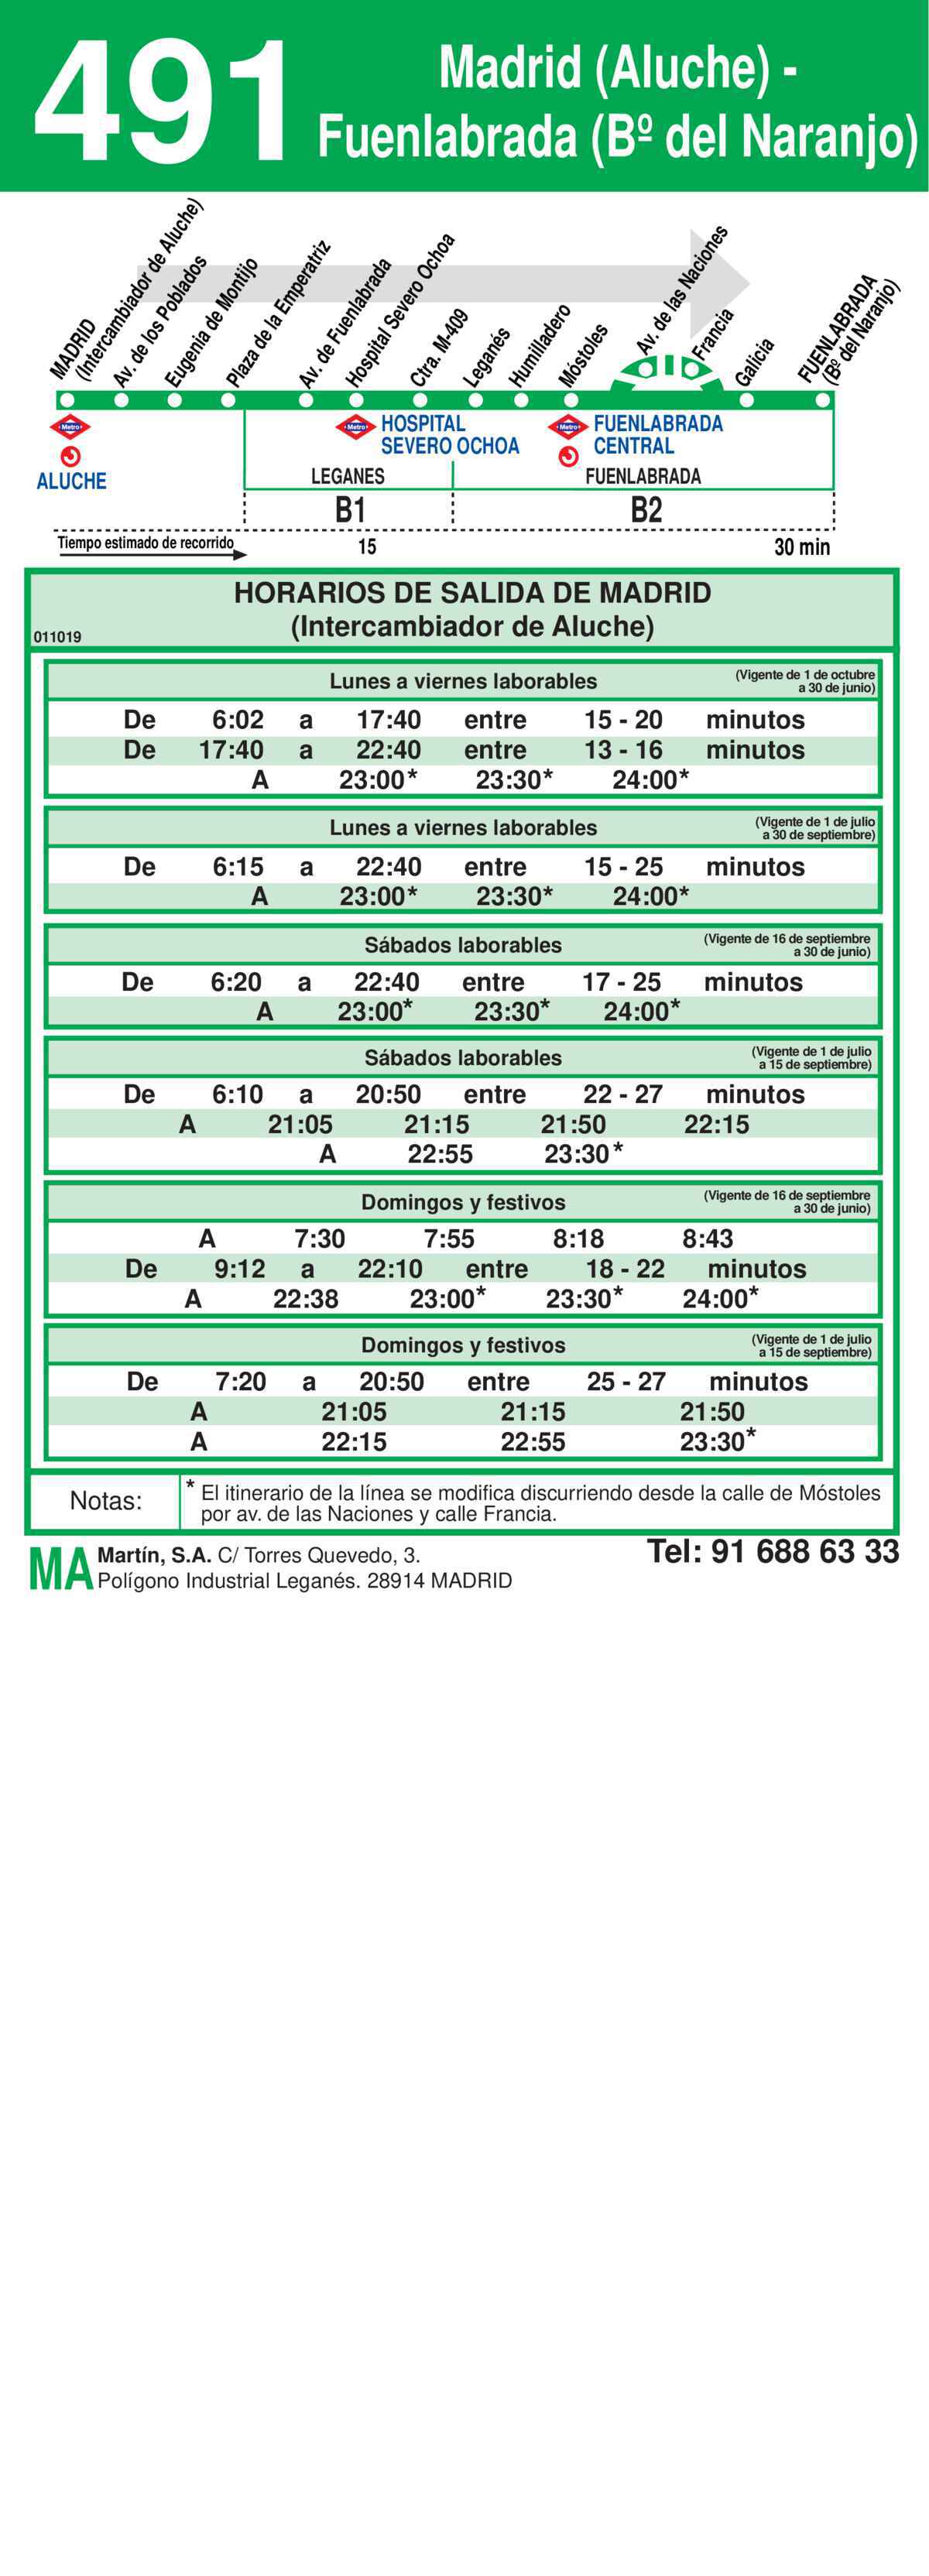 491
Madrid (Aluche) -
Fuenlabrada (Bº del Naranjo)
MADRID
(Intercambiador de Aluche)
Av. de los Poblados
Eugenia de Montijo
Plaza de la Emperatriz
Av. de Fuenlabrada
Hospital Severo Ochoa
Ctra. M-409
Leganés
Humilladero
Móstoles
Av. de las Naciones
Francia
Galicia
FUENLABRADA
(Bº del Naranjo)
Metro
ALUCHE
Metro
HOSPITAL
SEVERO OCHOA
Metro
FUENLABRADA
CENTRAL
LEGANES
FUENLABRADA
B1
B2
Tiempo estimado de recorrido
15
30 min
HORARIOS DE SALIDA DE MADRID
(Intercambiador de Aluche)
011019
Lunes a viernes laborables
(Vigente de 1 de octubre
a 30 de junio)
De 6:02 a 17:40 entre 15 - 20 minutos
De 17:40 a 22:40 entre 13 - 16 minutos
A 23:00* 23:30* 24:00*
Lunes a viernes laborables
(Vigente de 1 de julio
a 30 de septiembre)
De 6:15 a 22:40 entre 15 - 25 minutos
A 23:00* 23:30* 24:00*
Sábados laborables
(Vigente de 16 de septiembre
a 30 de junio)
De 6:20 a 22:40 entre 17 - 25 minutos
A 23:00* 23:30* 24:00*
Sábados laborables
(Vigente de 1 de julio
a 15 de septiembre)
De 6:10 a 20:50 entre 22 - 27 minutos
A 21:05 21:15 21:50 22:15
A 22:55 23:30*
Domingos y festivos
(Vigente de 16 de septiembre
a 30 de junio)
A 7:30 7:55 8:18 8:43
De 9:12 a 22:10 entre 18 - 22 minutos
A 22:38 23:00* 23:30* 24:00*
Domingos y festivos
(Vigente de 1 de julio
a 15 de septiembre)
De 7:20 a 20:50 entre 25 - 27 minutos
A 21:05 21:15 21:50
A 22:15 22:55 23:30*
Notas:
* El itinerario de la línea se modifica discurriendo desde la calle de Móstoles
por av. de las Naciones y calle Francia.
MA
Martín, S.A. C/ Torres Quevedo, 3.
Polígono Industrial Leganés. 28914 MADRID
Tel: 91 688 63 33